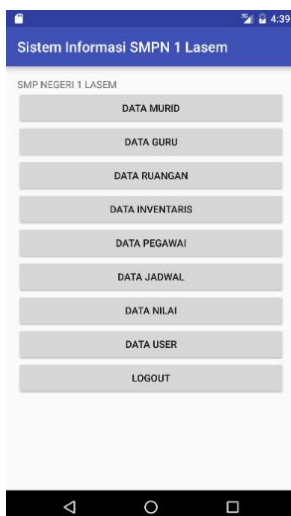 4:39
Sistem Informasi SMPN 1 Lasem
SMP NEGERI 1 LASEM
DATA MURID
DATA GURU
DATA RUANGAN
DATA INVENTARIS
DATA PEGAWAI
DATA JADWAL
DATA NILAI
DATA USER
LOGOUT